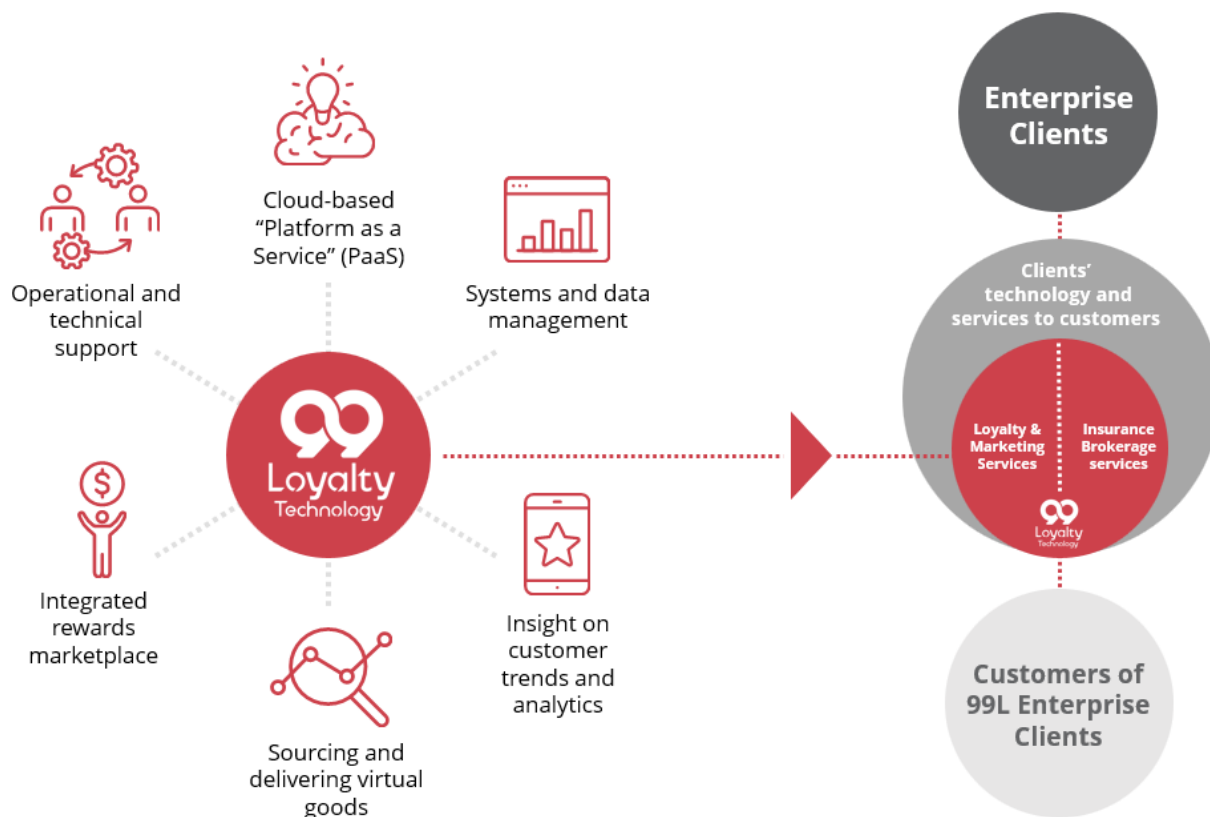 Cloud-based
“Platform as a
Service” (PaaS)
Operational and
technical
support
Systems and data
management
99
Loyalty
Technology
Integrated
rewards
marketplace
Insight on
customer
trends and
analytics
Sourcing and
delivering virtual
goods
Enterprise
Clients
Clients’
technology and
services to customers
Loyalty &
Marketing
Services
Insurance
Brokerage
services
99
Loyalty
Technology
Customers of
99L Enterprise
Clients